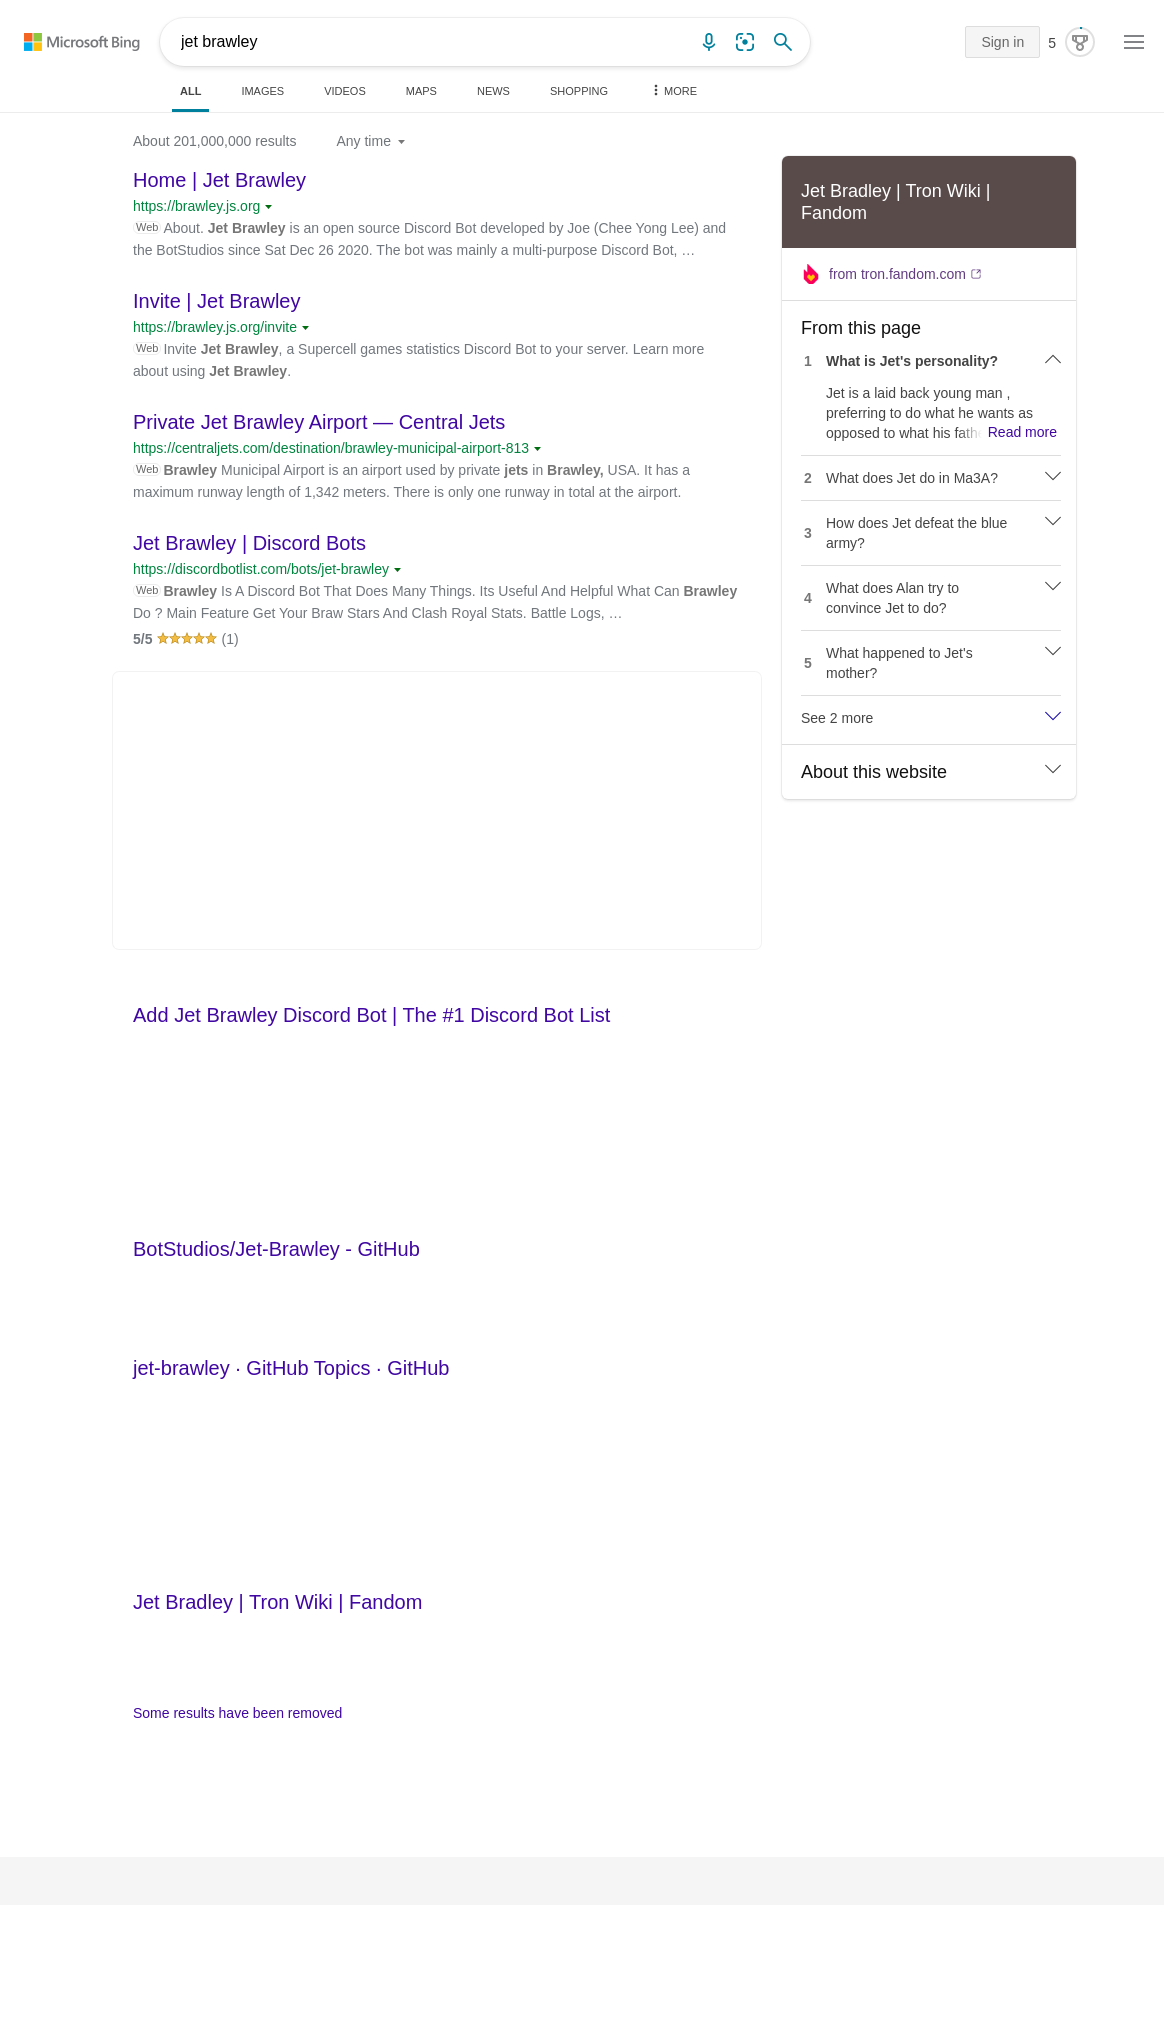 Microsoft Bing
jet brawley
Sign in
5
ALL
IMAGES
VIDEOS
MAPS
NEWS
SHOPPING
MORE
About 201,000,000 results
Any time
Home | Jet Brawley
https://brawley.js.org
Web About. Jet Brawley is an open source Discord Bot developed by Joe (Chee Yong Lee) and
the BotStudios since Sat Dec 26 2020. The bot was mainly a multi-purpose Discord Bot, …
Invite | Jet Brawley
https://brawley.js.org/invite
Web Invite Jet Brawley, a Supercell games statistics Discord Bot to your server. Learn more
about using Jet Brawley.
Private Jet Brawley Airport — Central Jets
https://centraljets.com/destination/brawley-municipal-airport-813
Web Brawley Municipal Airport is an airport used by private jets in Brawley, USA. It has a
maximum runway length of 1,342 meters. There is only one runway in total at the airport.
Jet Brawley | Discord Bots
https://discordbotlist.com/bots/jet-brawley
Web Brawley Is A Discord Bot That Does Many Things. Its Useful And Helpful What Can Brawley
Do ? Main Feature Get Your Braw Stars And Clash Royal Stats. Battle Logs, …
5/5 (1)
Add Jet Brawley Discord Bot | The #1 Discord Bot List
BotStudios/Jet-Brawley - GitHub
jet-brawley · GitHub Topics · GitHub
Jet Bradley | Tron Wiki | Fandom
Some results have been removed
Jet Bradley | Tron Wiki |
Fandom
from tron.fandom.com
From this page
1 What is Jet's personality?
Jet is a laid back young man ,
preferring to do what he wants as
opposed to what his fath Read more
2 What does Jet do in Ma3A?
3 How does Jet defeat the blue
army?
4 What does Alan try to
convince Jet to do?
5 What happened to Jet's
mother?
See 2 more
About this website